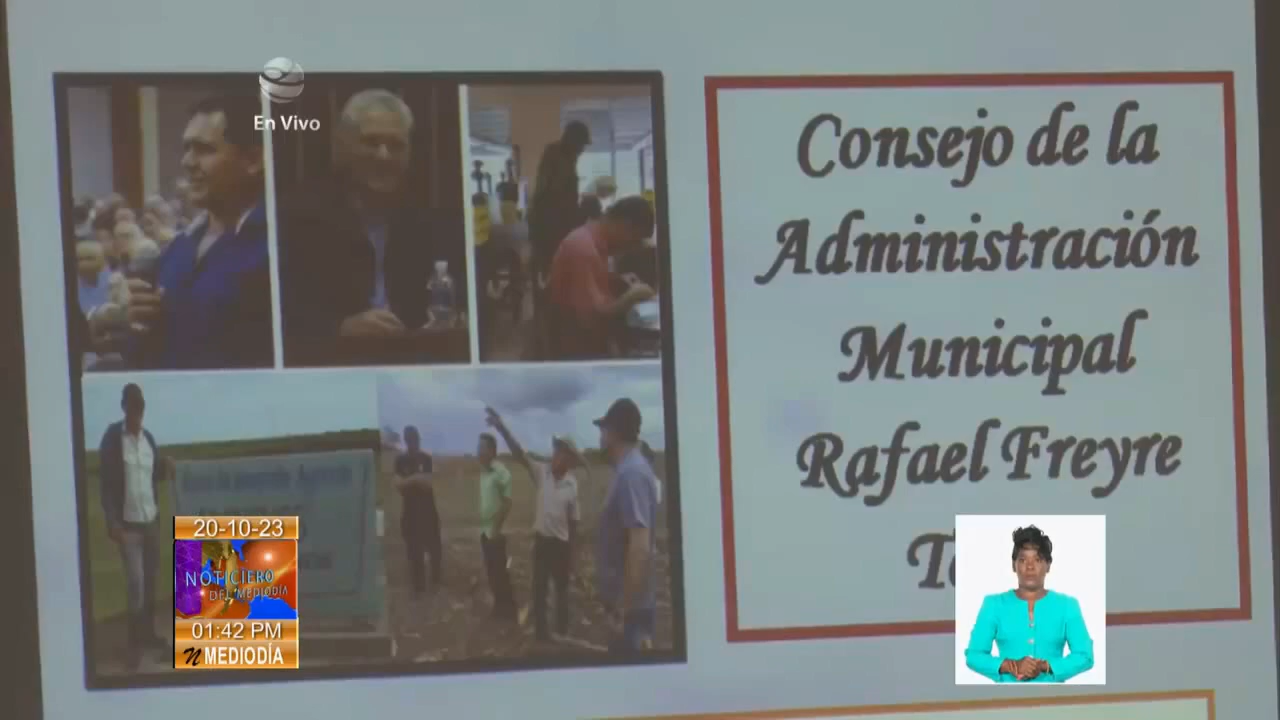 En Vivo
Consejo de la
Administración
Municipal
Rafael Freyre
20-10-23
NOTICIERO
DEL MEDIODÍA
01:42 PM
MEDIODÍA